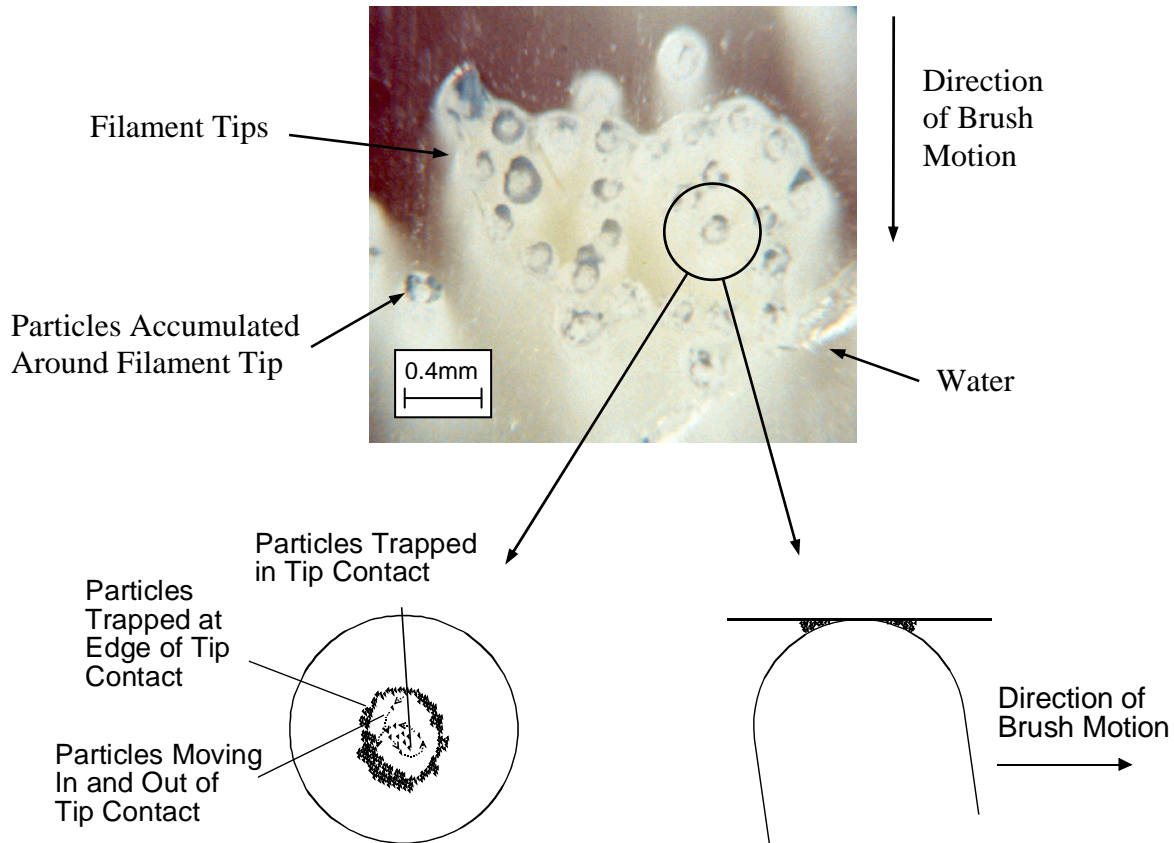 Direction
of Brush
Motion
Filament Tips
Particles Accumulated
Around Filament Tip
0.4mm
Water
Particles Trapped
in Tip Contact
Particles
Trapped at
Edge of Tip
Contact
Particles Moving
In and Out of
Tip Contact
Direction of
Brush Motion